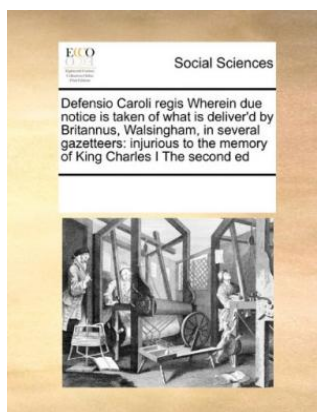 ECCO
Social Sciences
Defensio Caroli regis Wherein due
notice is taken of what is deliver'd by
Britannus, Walsingham, in several
gazetteers: injurious to the memory
of King Charles I The second ed